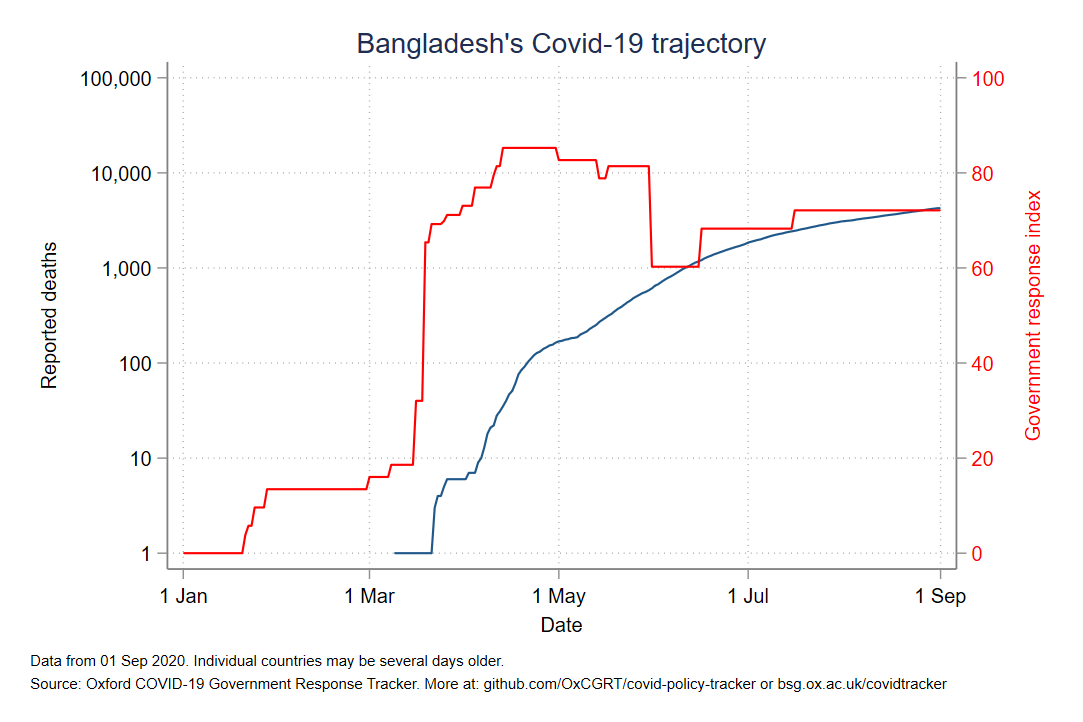 Bangladesh's Covid-19 trajectory
100,000
10,000
1,000
100
10
1
Reported deaths
100
80
60
40
20
0
Government response index
1 Jan
1 Mar
1 May
1 Jul
1 Sep
Date
Data from 01 Sep 2020. Individual countries may be several days older.
Source: Oxford COVID-19 Government Response Tracker. More at: github.com/OxCGRT/covid-policy-tracker or bsg.ox.ac.uk/covidtracker